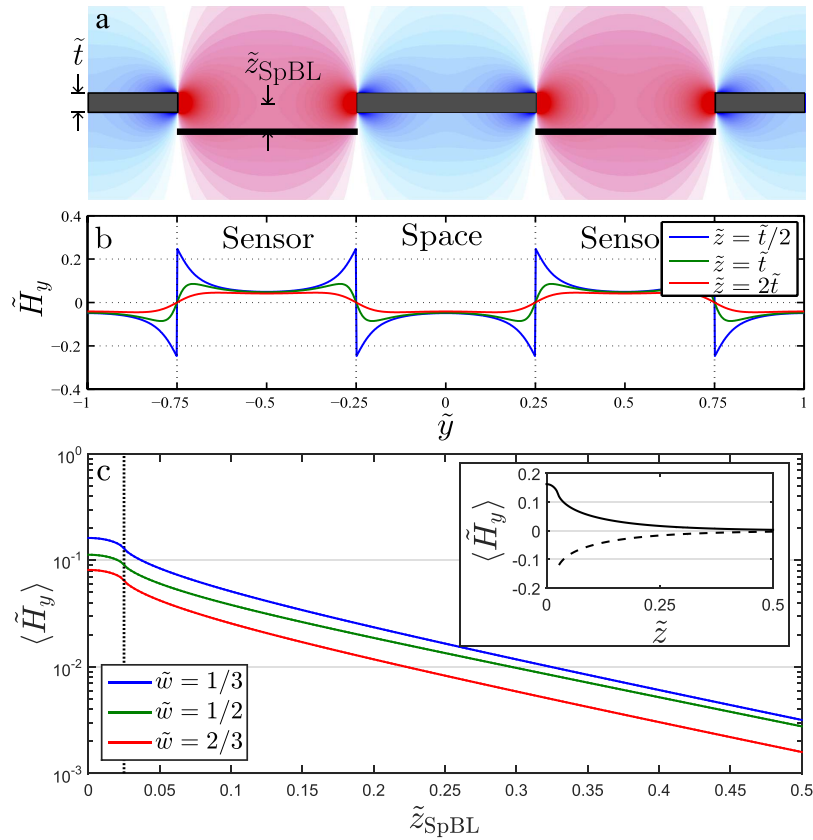 a
t̃
z̃SpBL
b
Sensor Space Senso
z̃ = t̃/2
z̃ = t̃
z̃ = 2t̃
H̃y
0.4
0.2
0
−0.2
−0.4
-1 -0.75 -0.5 -0.25 0 0.25 0.5 0.75 1
ỹ
c
10^0
10^-1
10^-2
10^-3
⟨H̃y⟩
w̃ = 1/3
w̃ = 1/2
w̃ = 2/3
0 0.05 0.1 0.15 0.2 0.25 0.3 0.35 0.4 0.45 0.5
z̃SpBL
0.2
0.1
0
-0.1
-0.2
⟨H̃y⟩
0 0.25 0.5
z̃